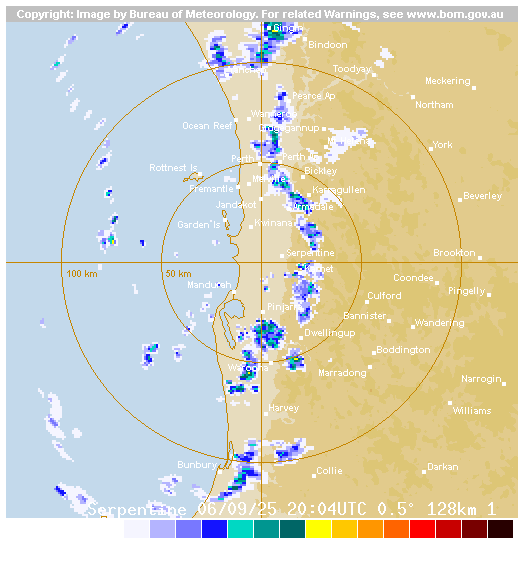 Copyright: Image by Bureau of Meteorology. For related Warnings, see www.bom.gov.au
Gingin
Bindoon
Toodyay
Meckering
Pearce Ap
Northam
Ocean Reef
York
Perth
Perth Ap
Bickley
Rottnest Is
Fremantle
Karragullen
Beverley
Jandakot
Armadale
Garden Is
Kwinana
Serpentine
Brookton
100 km
50 km
Coondee
Mandurah
Pingelly
Culford
Pinjarra
Bannister
Wandering
Dwellingup
Boddington
Waroona
Marradong
Narrogin
Harvey
Williams
Bunbury
Collie
Darkan
Serpentine 06/09/25 20:04UTC 0.5° 128km 1